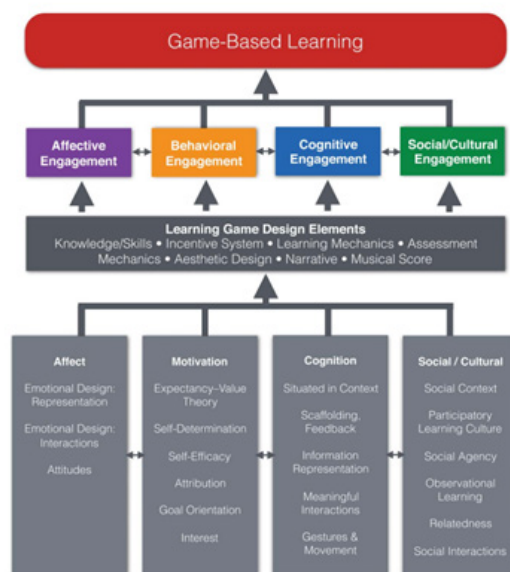 Game-Based Learning
Affective
Engagement
Behavioral
Engagement
Cognitive
Engagement
Social/Cultural
Engagement
Learning Game Design Elements
Knowledge/Skills • Incentive System • Learning Mechanics • Assessment
Mechanics • Aesthetic Design • Narrative • Musical Score
Affect
Emotional Design:
Representation
Emotional Design:
Interactions
Attitudes
Motivation
Expectancy–Value
Theory
Self-Determination
Self-Efficacy
Attribution
Goal Orientation
Interest
Cognition
Situated in Context
Scaffolding,
Feedback
Information
Representation
Meaningful
Interactions
Gestures &
Movement
Social / Cultural
Social Context
Participatory
Learning Culture
Social Agency
Observational
Learning
Relatedness
Social Interactions